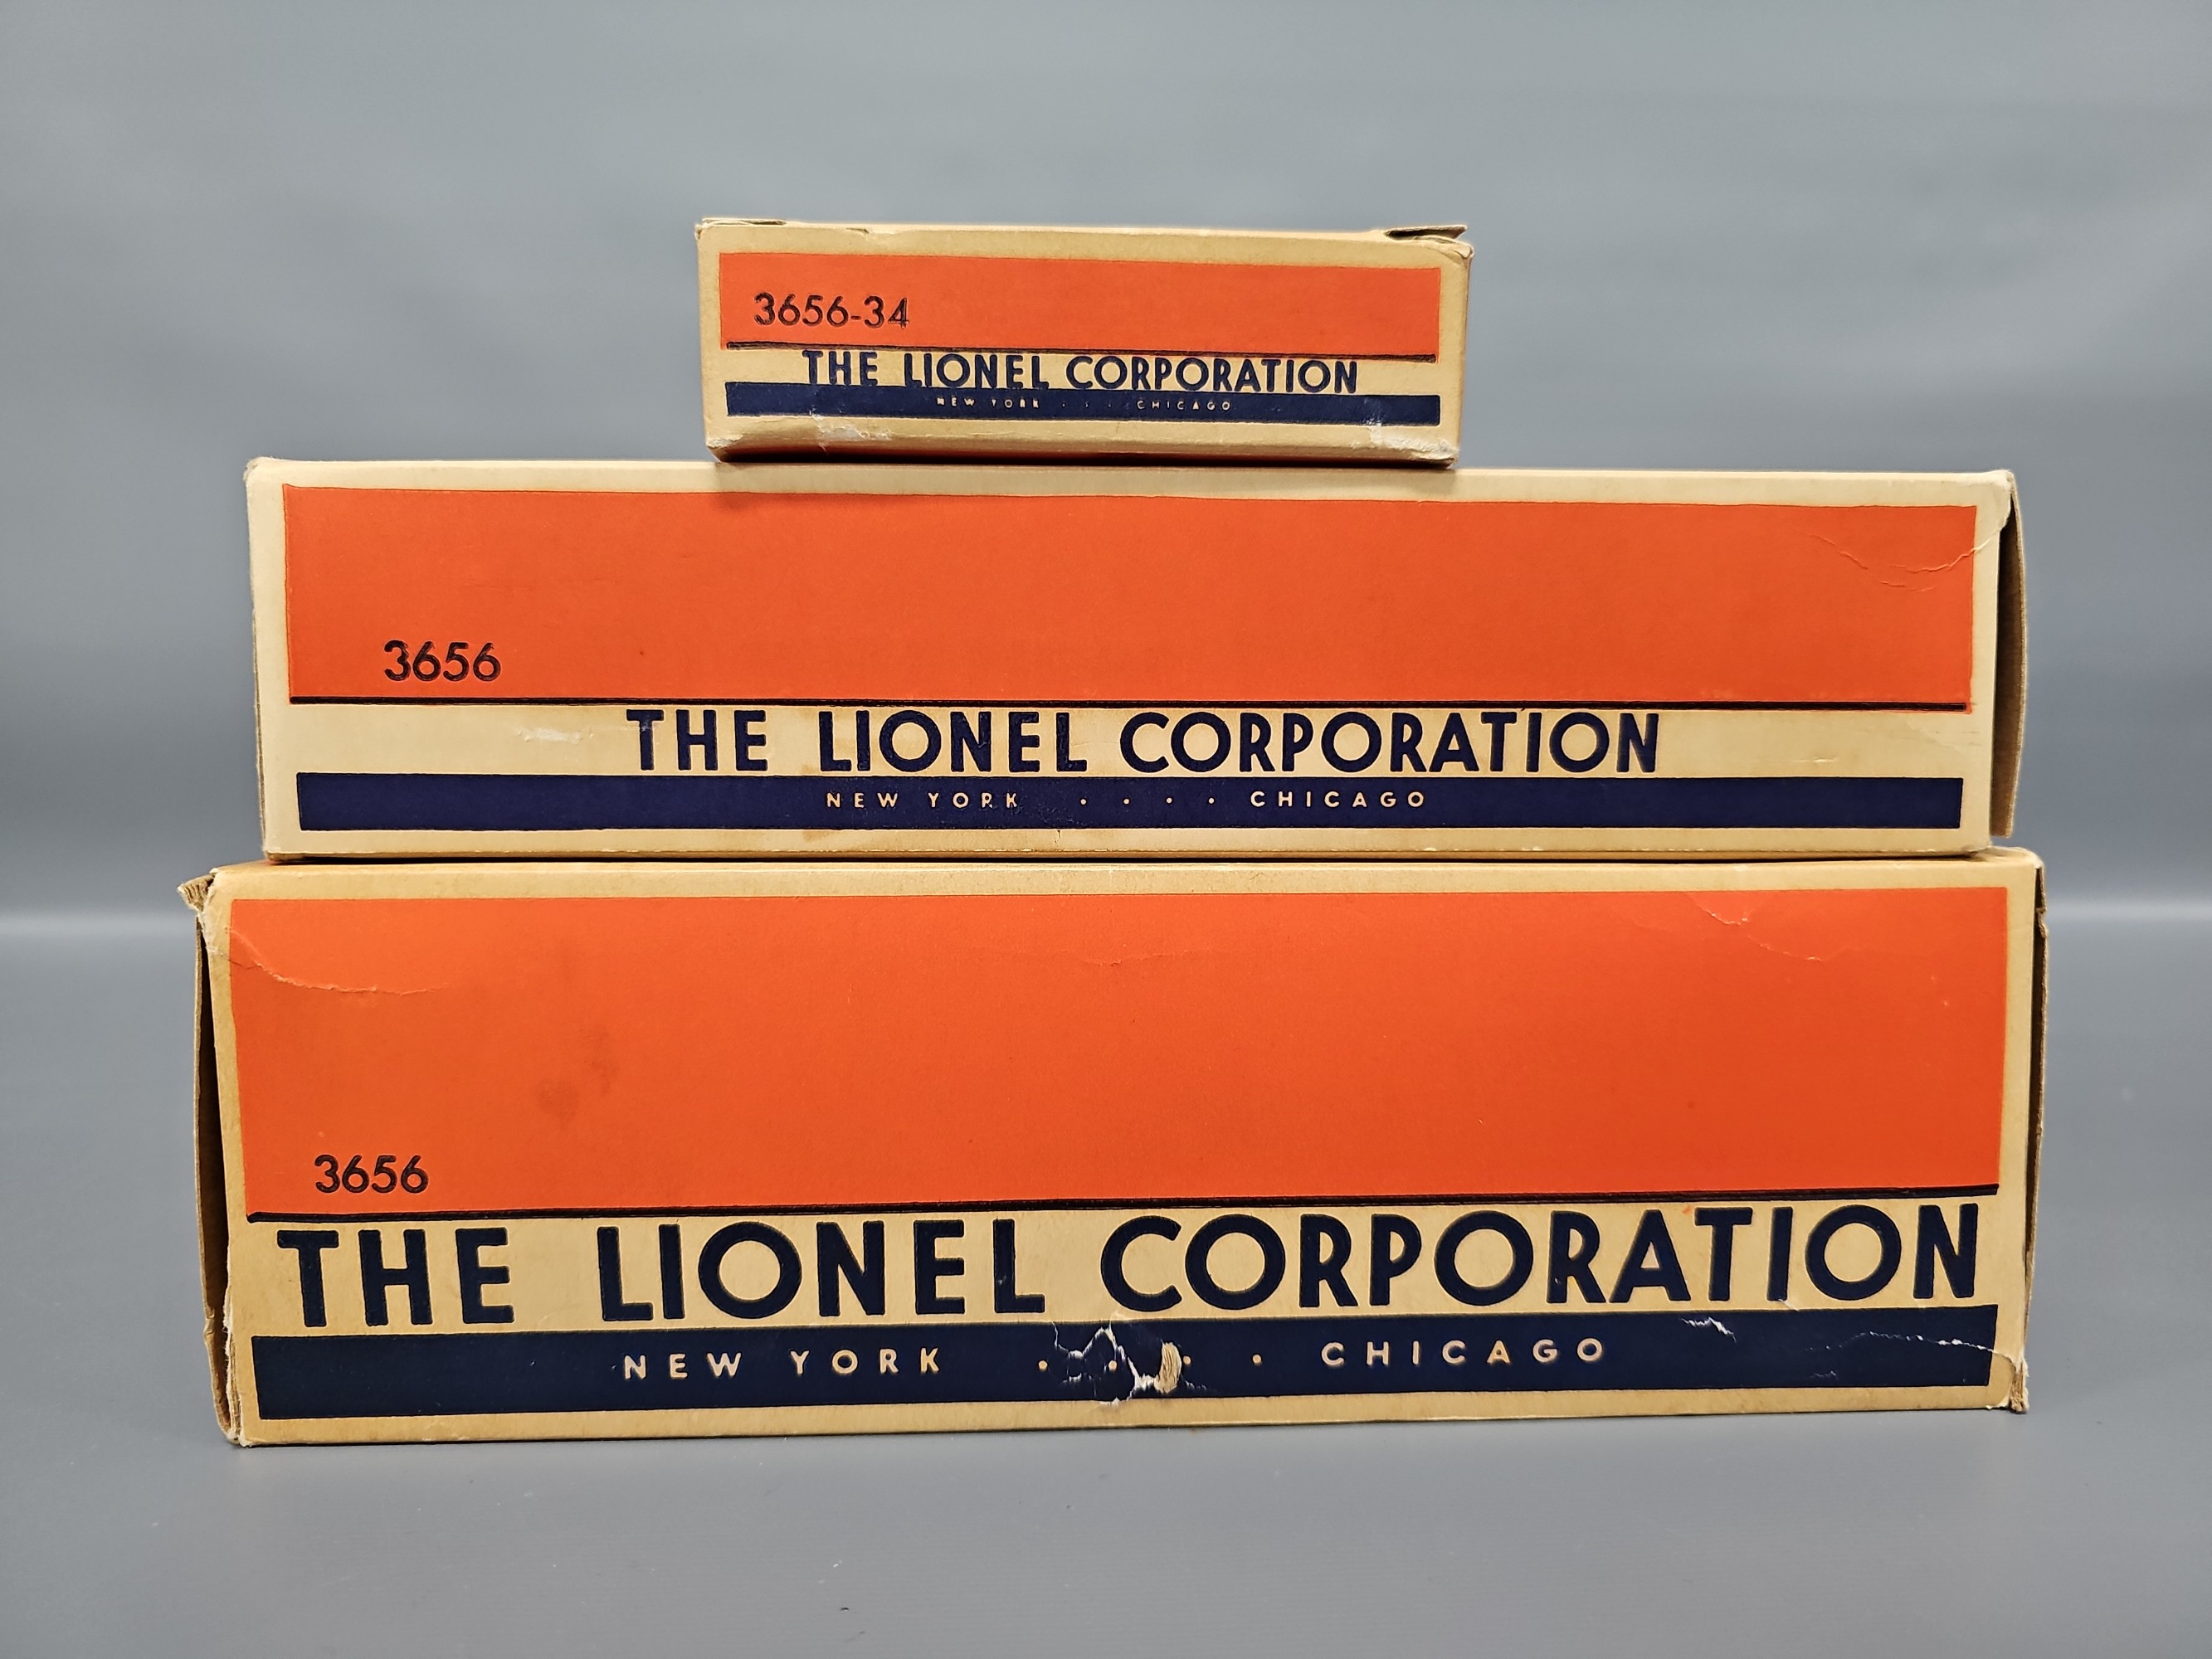 3656-34
THE LIONEL CORPORATION
NEW YORK . . . CHICAGO
3656
THE LIONEL CORPORATION
NEW YORK . . . . CHICAGO
3656
THE LIONEL CORPORATION
NEW YORK . . . . CHICAGO